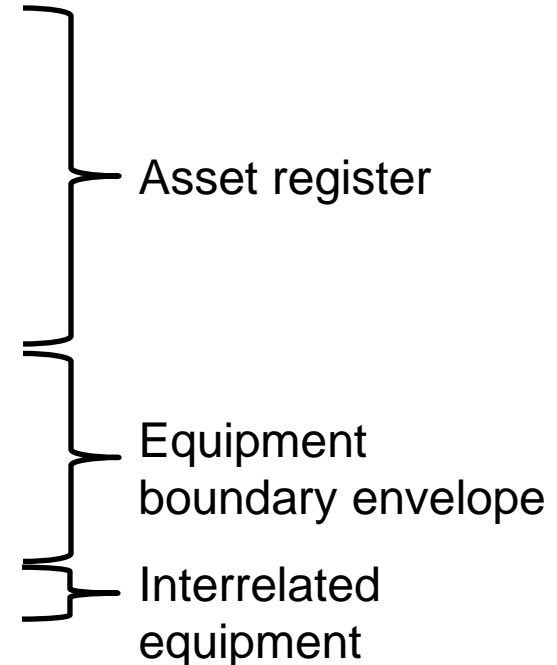 Asset register
Equipment
boundary envelope
Interrelated
equipment